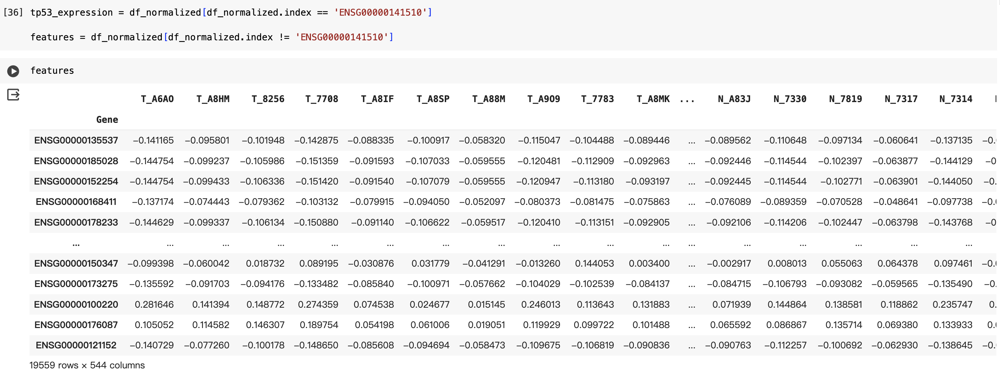 [36] tp53_expression = df_normalized[df_normalized.index == 'ENSG00000141510']
features = df_normalized[df_normalized.index != 'ENSG00000141510']
features
T_A6AO T_A8HM T_8256 T_7708 T_A8IF T_A8SP T_A88M T_A9O9 T_7783 T_A8MK ... N_A83J N_7330 N_7819 N_7317 N_7314
Gene
ENSG00000135537 −0.141165 −0.095801 −0.101948 −0.142875 −0.088335 −0.100917 −0.058320 −0.115047 −0.104488 −0.089446 ... −0.089562 −0.110648 −0.097134 −0.060641 −0.137135
ENSG00000185028 −0.144754 −0.099237 −0.105986 −0.151359 −0.091593 −0.107033 −0.059555 −0.120481 −0.112909 −0.092963 ... −0.092446 −0.114544 −0.102397 −0.063877 −0.144129
ENSG00000152254 −0.144754 −0.099433 −0.106336 −0.151420 −0.091540 −0.107079 −0.059555 −0.120947 −0.113180 −0.093197 ... −0.092445 −0.114544 −0.102771 −0.063901 −0.144050
ENSG00000168411 −0.137174 −0.074443 −0.079362 −0.103132 −0.079915 −0.094050 −0.052097 −0.080373 −0.081475 −0.075863 ... −0.076089 −0.089359 −0.070528 −0.048641 −0.097738
ENSG00000178233 −0.144629 −0.099337 −0.106134 −0.150880 −0.091140 −0.106622 −0.059517 −0.120410 −0.113151 −0.092905 ... −0.092106 −0.114206 −0.102447 −0.063798 −0.143768
... ... ... ... ... ... ... ... ... ... ... ... ... ... ... ... ...
ENSG00000150347 −0.099398 −0.060042 0.018732 0.089195 −0.030876 0.031779 −0.041291 −0.013260 0.144053 0.003400 ... −0.002917 0.008013 0.055063 0.064378 0.097461
ENSG00000173275 −0.135592 −0.091703 −0.094176 −0.133482 −0.085840 −0.100971 −0.057662 −0.104029 −0.102539 −0.084137 ... −0.084715 −0.106793 −0.093082 −0.059565 −0.135490
ENSG00000100220 0.281646 0.141394 0.148772 0.274359 0.074538 0.024677 0.015145 0.246013 0.113643 0.131883 ... 0.071939 0.144864 0.138581 0.118862 0.235747
ENSG00000176087 0.105052 0.114582 0.146307 0.189754 0.054198 0.061006 0.019051 0.119929 0.099722 0.101488 ... 0.065592 0.086867 0.135714 0.069380 0.133933
ENSG00000121152 −0.140729 −0.077260 −0.100178 −0.148650 −0.085608 −0.094694 −0.058473 −0.109675 −0.106819 −0.090836 ... −0.090763 −0.112257 −0.100692 −0.062930 −0.138645
19559 rows × 544 columns